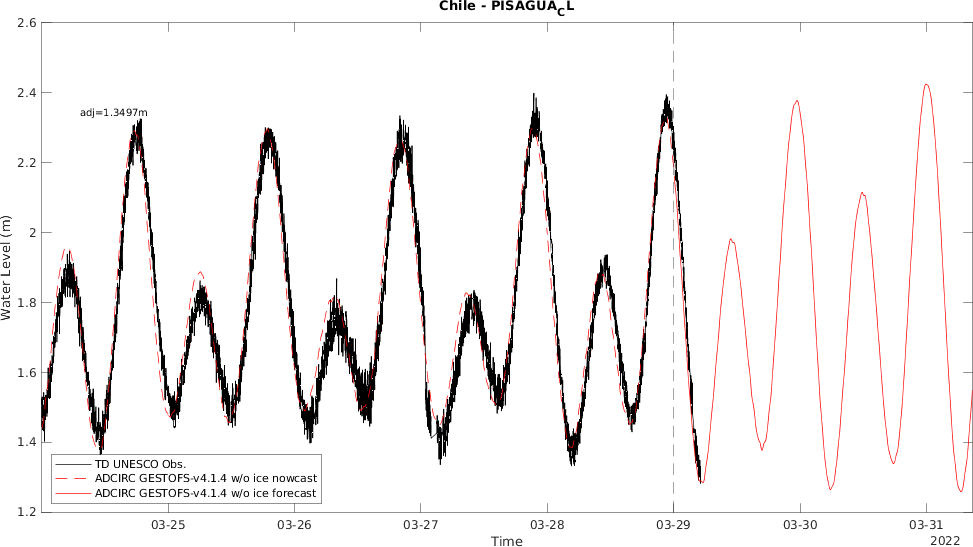 Chile - PISAGUA_CL
2.6
2.4
adj=1.3497m
2.2
2
Water Level (m)
1.8
1.6
1.4
TD UNESCO Obs.
ADCIRC GESTOFS-v4.1.4 w/o ice nowcast
ADCIRC GESTOFS-v4.1.4 w/o ice forecast
1.2
03-25 03-26 03-27 03-28 03-29 03-30 03-31
Time 2022